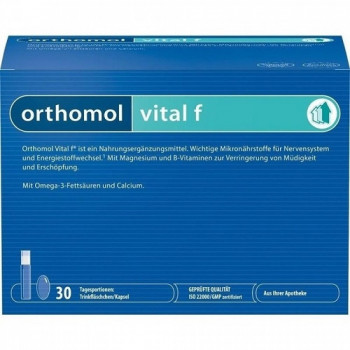 orthomol vital f
Orthomol Vital f® ist ein Nahrungsergänzungsmittel. Wichtige Mikronährstoffe für Nervensystem
und Energiestoffwechsel.¹ Mit Magnesium und B-Vitaminen zur Verringerung von Müdigkeit
und Erschöpfung.
Mit Omega-3-Fettsäuren und Calcium.
30 Tagesportionen:
Trinkfläschchen/Kapsel
GEPRÜFTE QUALITÄT
ISO 22000/GMP zertifiziert
Aus Ihrer Apotheke